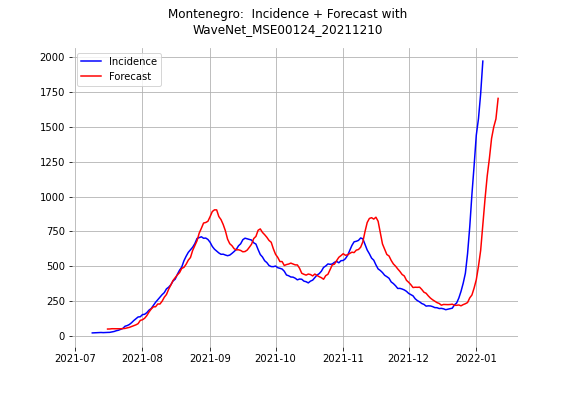 Montenegro:  Incidence + Forecast with
WaveNet_MSE00124_20211210
Incidence
Forecast
2000
1750
1500
1250
1000
750
500
250
0
2021-07 2021-08 2021-09 2021-10 2021-11 2021-12 2022-01